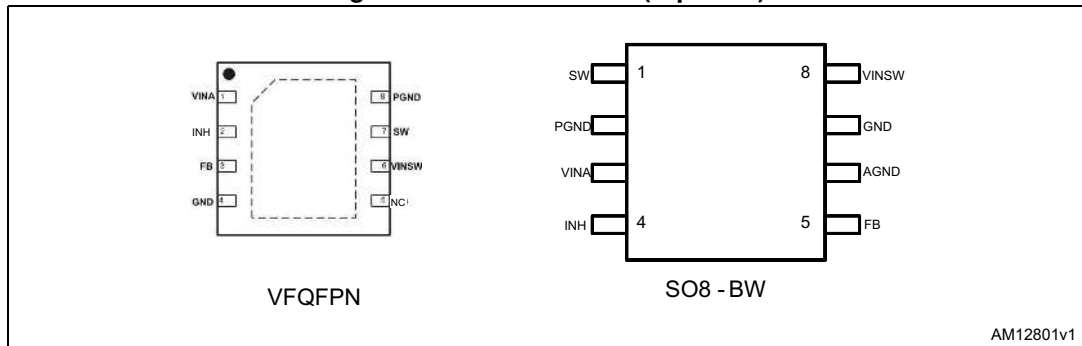 VINA 1
INH 2
FB 3
GND 4
8 PGND
7 SW
6 VINSW
5 NC
VFQFPN
SW 1
PGND
VINA
INH 4
8 VINSW
GND
AGND
5 FB
SO8 - BW
AM12801v1